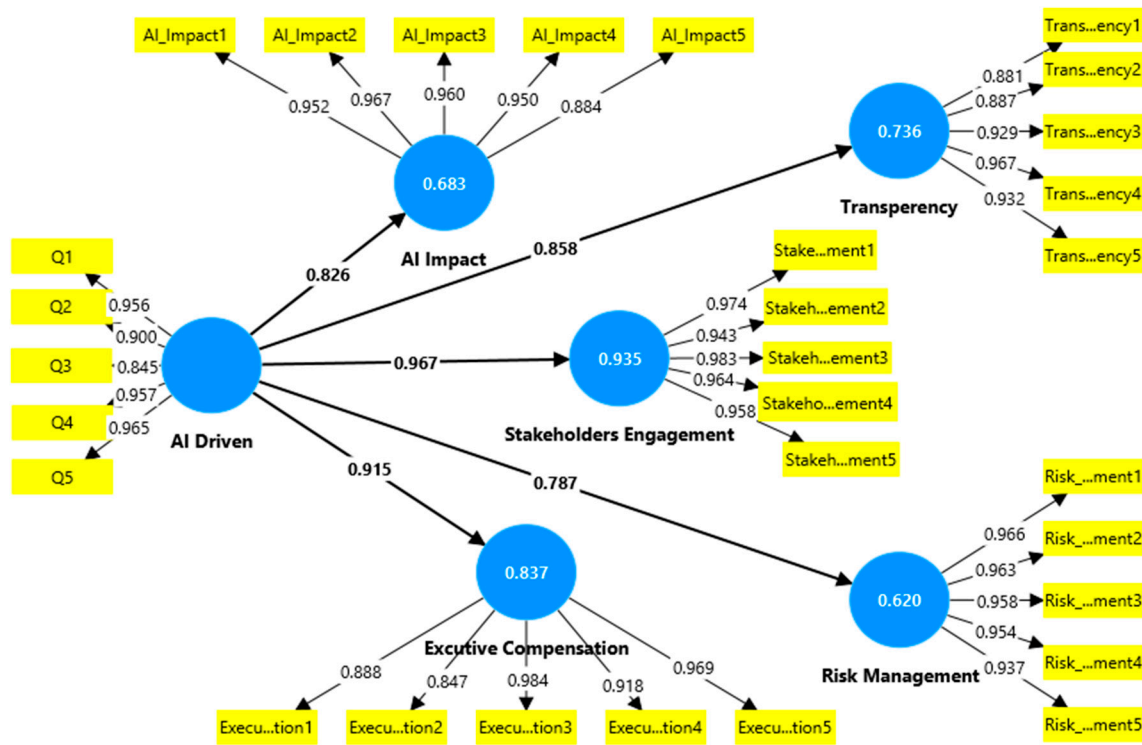 AI_Impact1
AI_Impact2
AI_Impact3
AI_Impact4
AI_Impact5
0.952
0.967
0.960
0.950
0.884
0.683
AI Impact
Trans...ency1
Trans...ency2
Trans...ency3
Trans...ency4
Trans...ency5
0.881
0.887
0.929
0.967
0.932
0.736
Transperency
Q1
Q2
Q3
Q4
Q5
0.956
0.900
0.845
0.957
0.965
AI Driven
0.826
0.858
0.967
0.915
0.787
Stake...ment1
Stakeh...ement2
Stakeh...ement3
Stakeho...ement4
Stakeh...ment5
0.974
0.943
0.983
0.964
0.958
0.935
Stakeholders Engagement
0.837
Excutive Compensation
0.888
0.847
0.984
0.918
0.969
Execu...tion1
Execu...tion2
Execu...tion3
Execu...tion4
Execu...tion5
0.620
Risk Management
0.966
0.963
0.958
0.954
0.937
Risk_...ment1
Risk_...ment2
Risk_...ment3
Risk_...ment4
Risk_...ment5